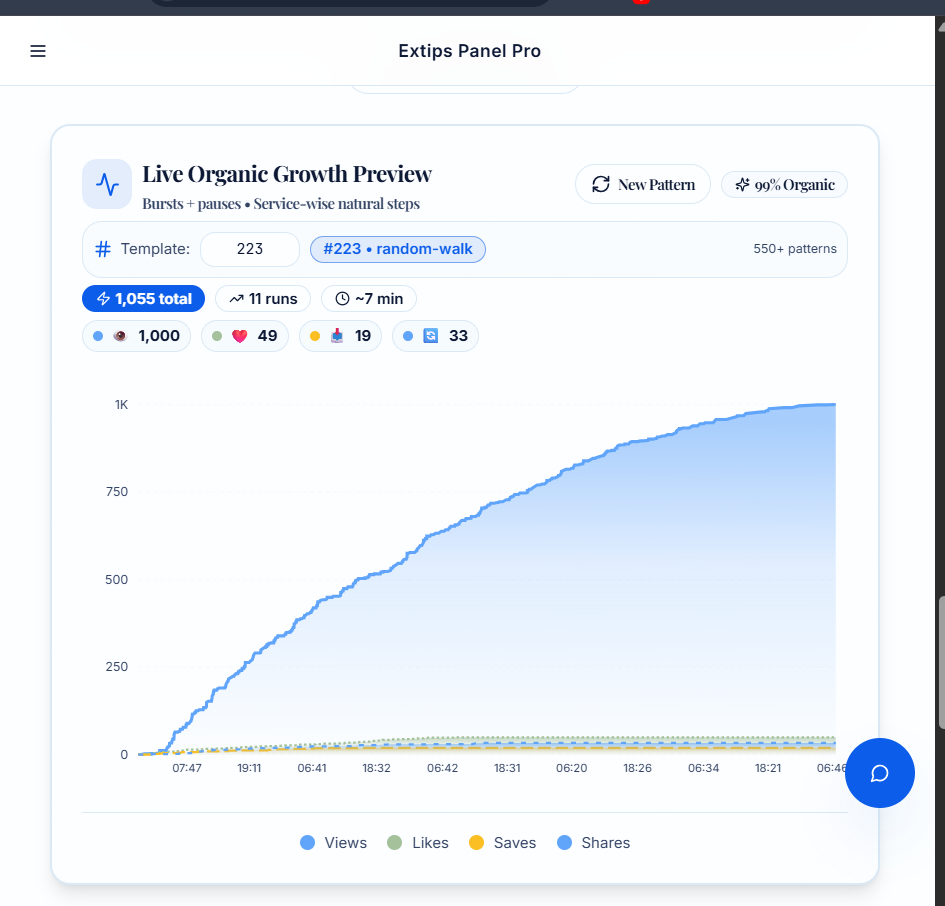 Extips Panel Pro
Live Organic Growth Preview
Bursts + pauses • Service-wise natural steps
New Pattern
99% Organic
Template:
223
#223 • random-walk
550+ patterns
1,055 total
11 runs
~7 min
1,000
49
19
33
1K
750
500
250
0
07:47 19:11 06:41 18:32 06:42 18:31 06:20 18:26 06:34 18:21 06:46
Views Likes Saves Shares